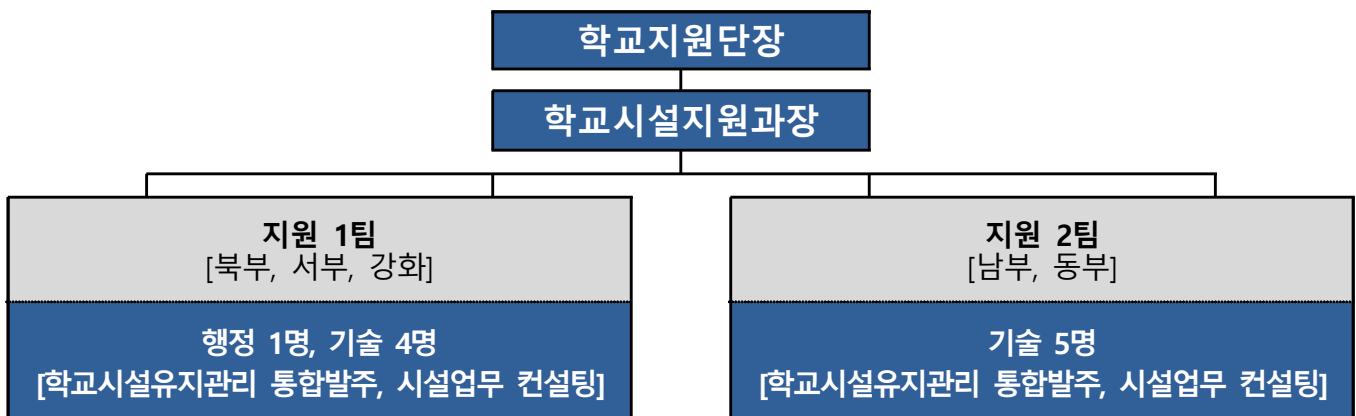 학교지원단장
학교시설지원과장
지원 1팀
[북부, 서부, 강화]
행정 1명, 기술 4명
[학교시설유지관리 통합발주, 시설업무 컨설팅]
지원 2팀
[남부, 동부]
기술 5명
[학교시설유지관리 통합발주, 시설업무 컨설팅]